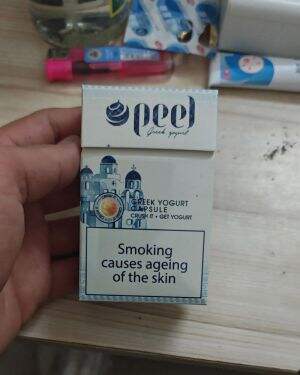 peel
Greek yogurt
GREEK YOGURT
CAPSULE
CRUSH IT • GET YOGURT
Smoking
causes ageing
of the skin